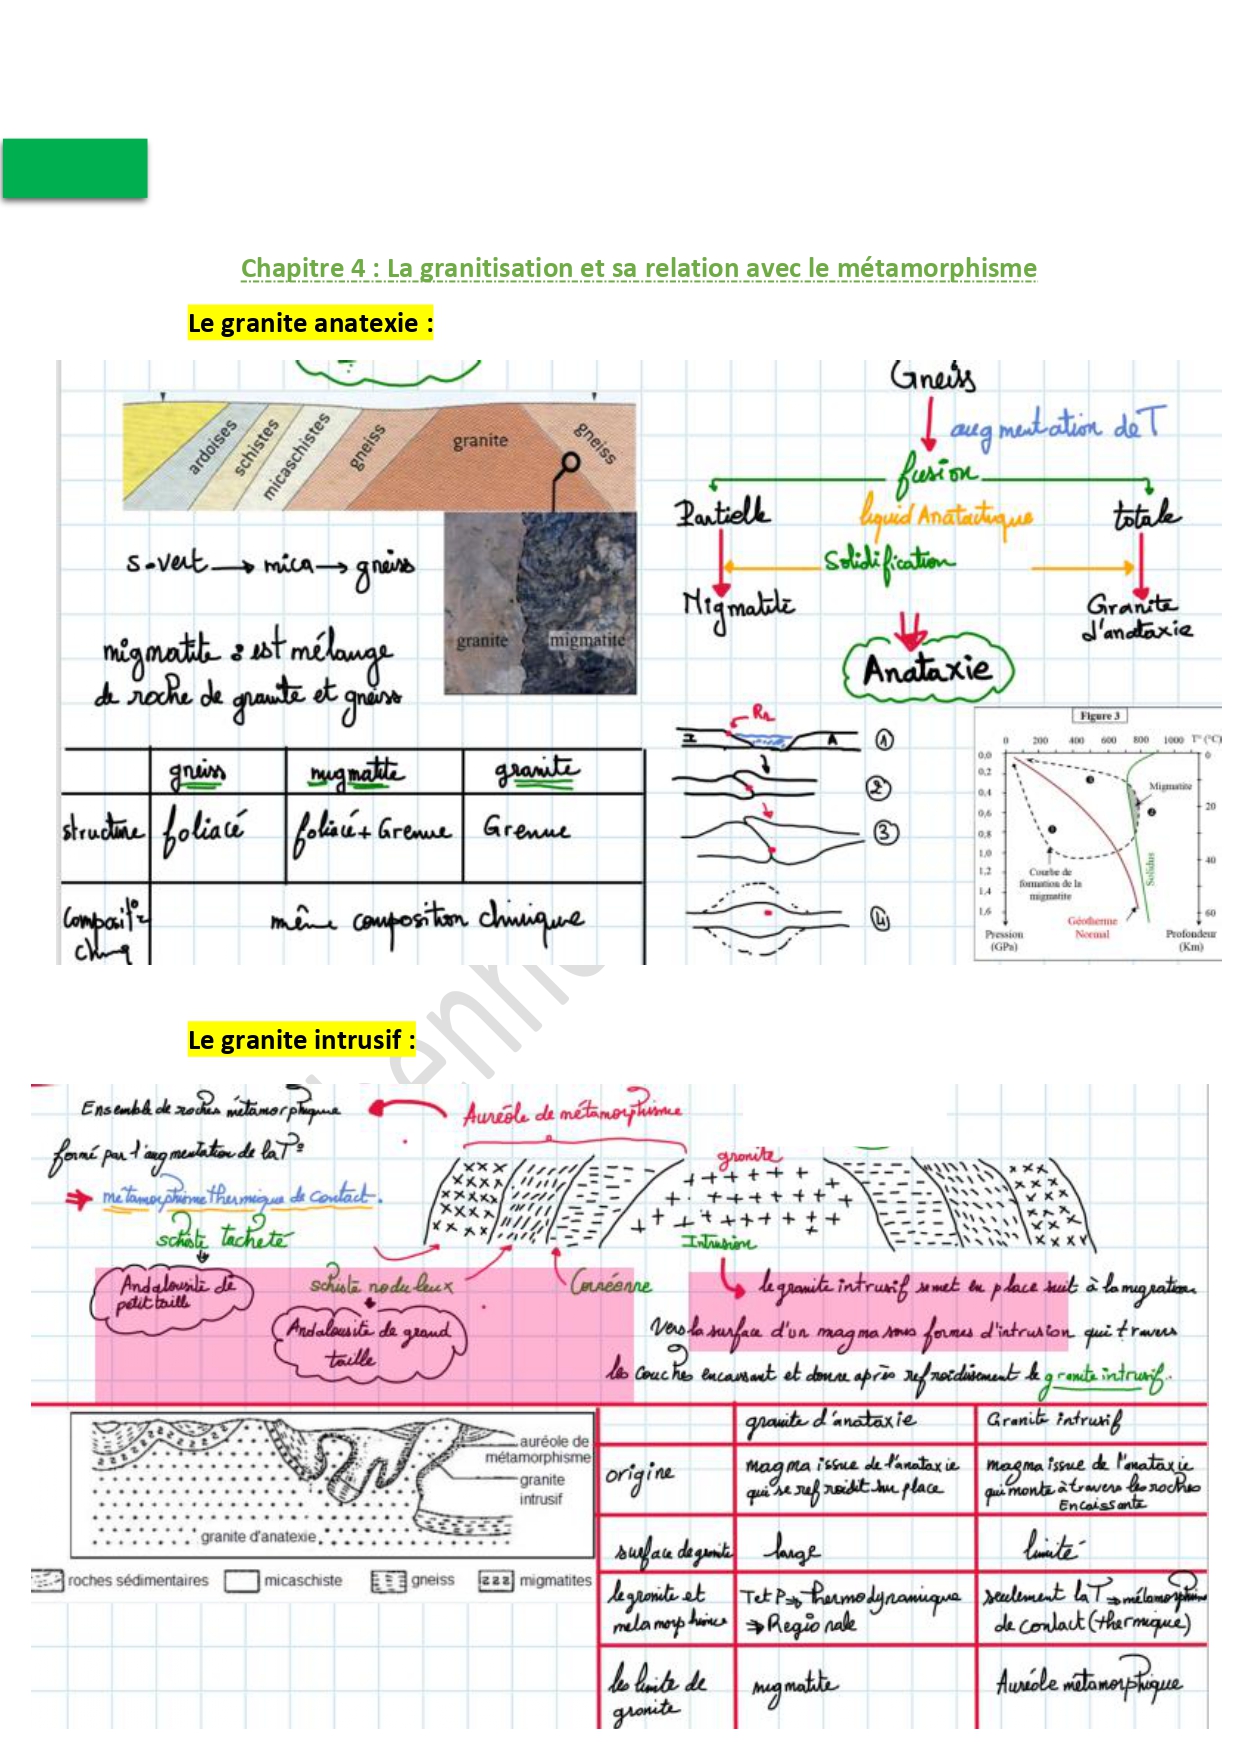 Chapitre 4 : La granitisation et sa relation avec le métamorphisme
Le granite anatexie :
ardoises
schistes
micaschistes
gneiss
granite
gneiss
s.vert → mica → gneiss
granite
migmatite
migmatite : est mélange
de roche de granite et gneiss
gneiss migmatite granite
structure foliacé foliacé + Grenue Grenue
même composition chimique
Gneiss
augmentation de T
fusion
Partielle liquid Anatactique totale
Solidification
Migmatite Granite
d'anataxie
Anataxie
R2
A
1
2
3
4
Figure 3
0 200 400 600 800 1000 T° (°C)
0,0
0,2
0,4
0,6
0,8
1,0
1,2
1,4
1,6
0
20
40
60
Migmatite
Courbe de
formation de la
migmatite
Solidus
Géotherme
Normal
Pression
(GPa)
Profondeur
(Km)
Le granite intrusif :
Ensemble de roches métamorphique
formé par l'augmentation de la T°
→ métamorphisme thermique de contact.
Auréole de métamorphisme
granite
Intrusion
schiste tacheté
Andalousite de
petit taille
schiste noduleux
Andalousite de grand
taille
Cornéenne
le granite intrusif se met en place suit à la migration
Vers la surface d'un magma sous formes d'intrusion qui travers
les couches encaissant et donne après refroidissement le granite intrusif.
auréole de
métamorphisme
granite
intrusif
granite d'anatexie
roches sédimentaires micaschiste gneiss migmatites
granite d'anataxie Granite intrusif
origine
magma issue de l'anataxie
qui se refroidit sur place
magma issue de l'anataxie
qui monte à travers les roches
Encaissante
surface de granite large limité
le granite et
metamorphisme
T et P → thermodynamique
→ Regionale
seulement la T → métamorphisme
de contact (thermique)
les limite de
granite
migmatite
Auréole métamorphique